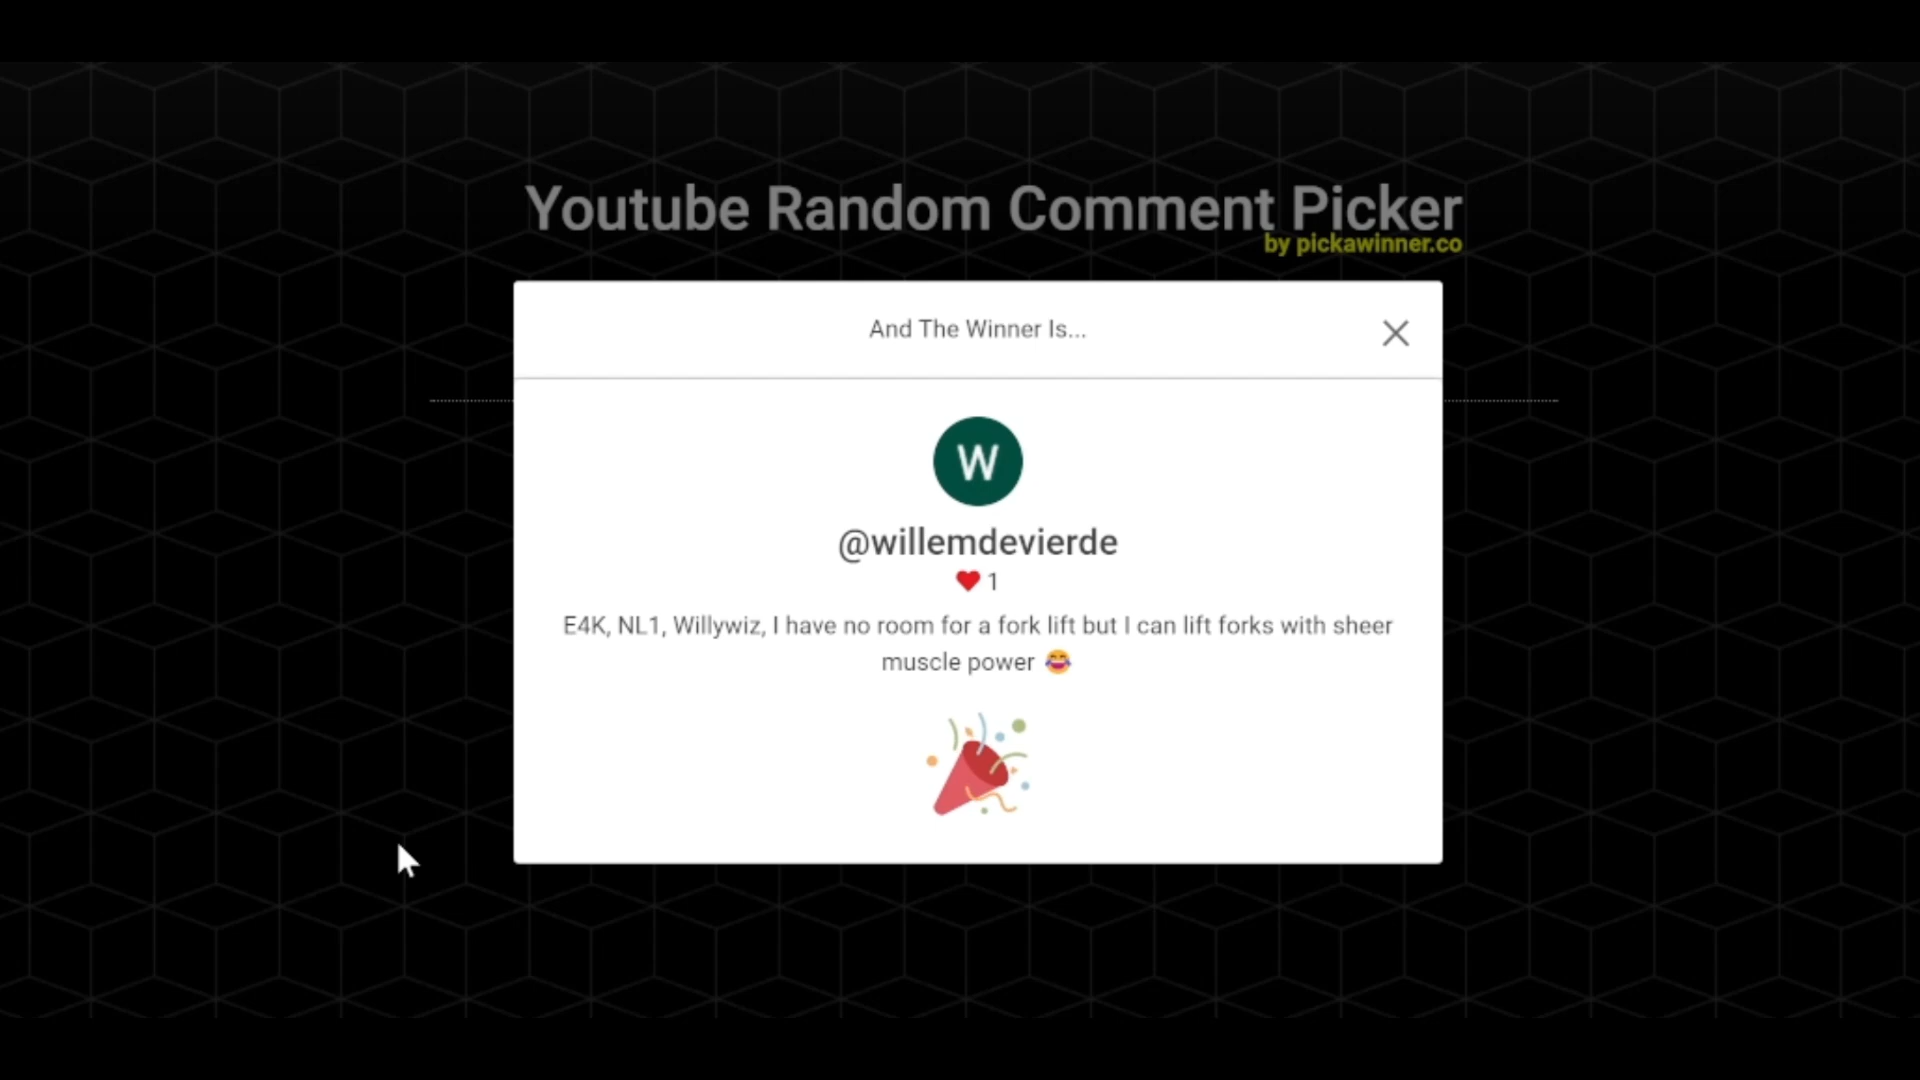 Youtube Random Comment Picker
by pickawinner.co
And The Winner Is...
W
@willemdevierde
1
E4K, NL1, Willywiz, I have no room for a fork lift but I can lift forks with sheer
muscle power 😂